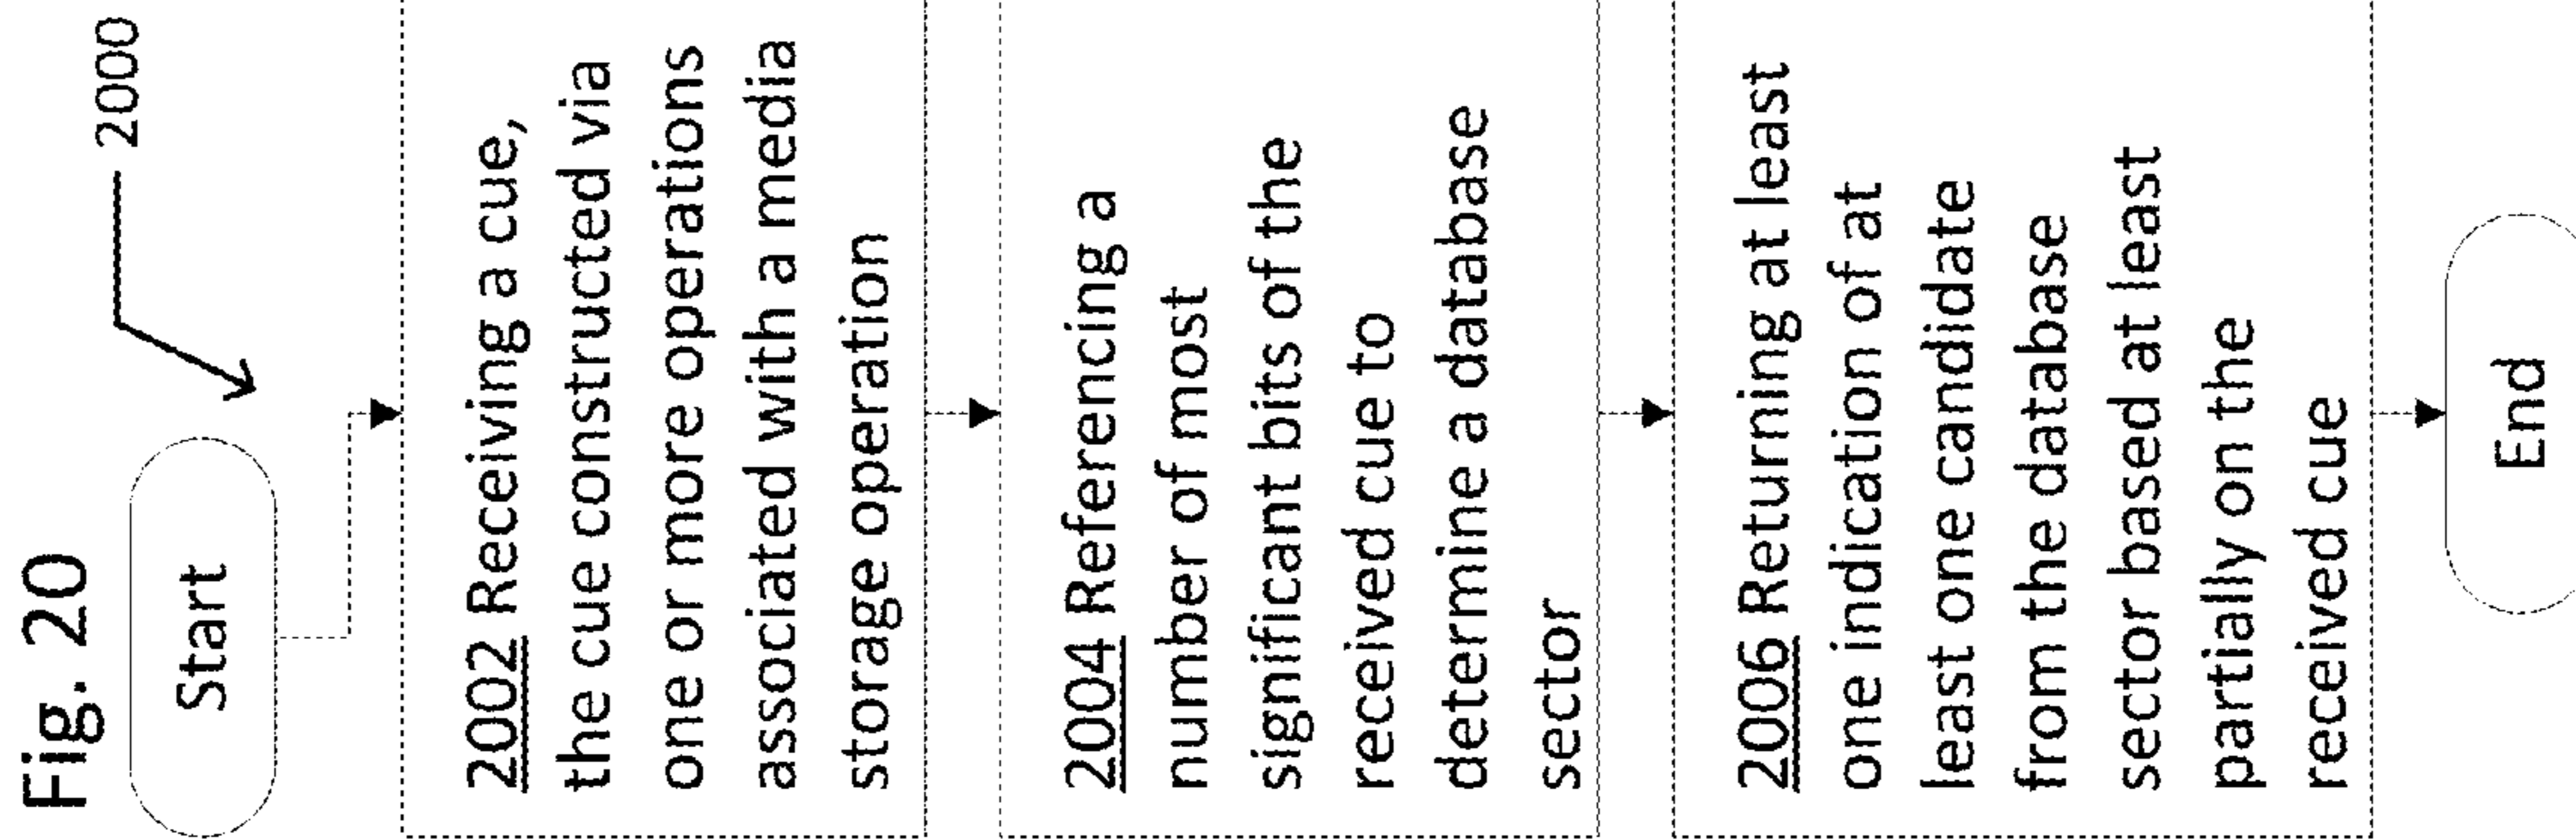 Fig. 20
2000
Start
2002 Receiving a cue,
the cue constructed via
one or more operations
associated with a media
storage operation
2004 Referencing a
number of most
significant bits of the
received cue to
determine a database
sector
2006 Returning at least
one indication of at
least one candidate
from the database
sector based at least
partially on the
received cue
End